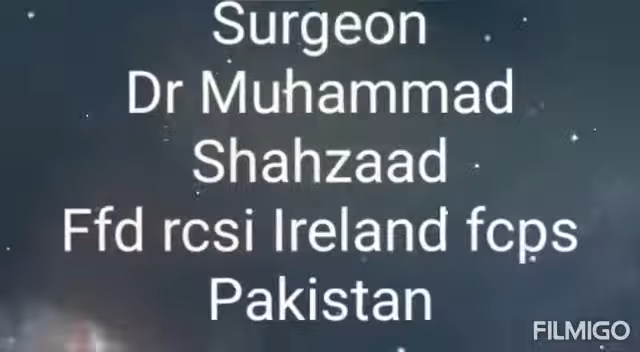 Surgeon
Dr Muhammad
Shahzaad
Ffd rcsi Ireland fcps
Pakistan
FILMIGO